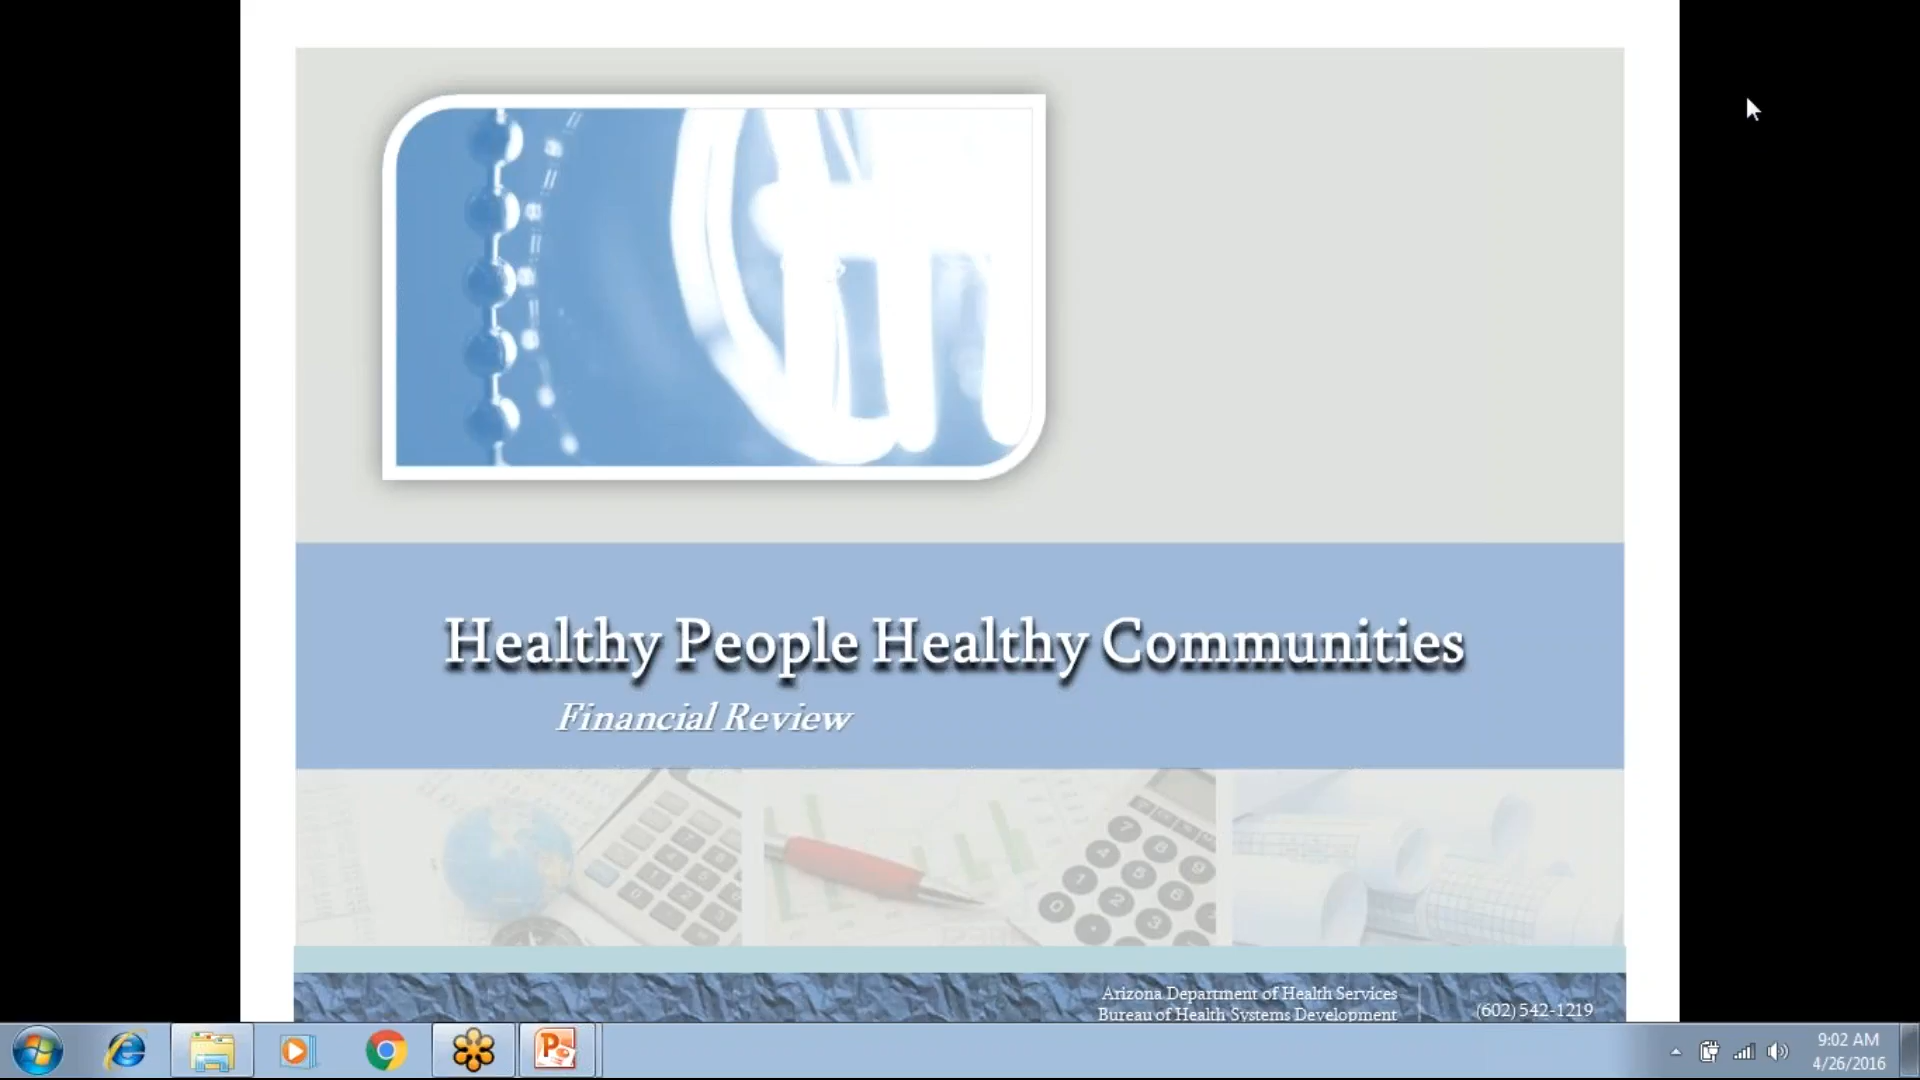 Healthy People Healthy Communities
Financial Review
Arizona Department of Health Services
Bureau of Health Systems Development
(602) 542-1219
9:02 AM
4/26/2016